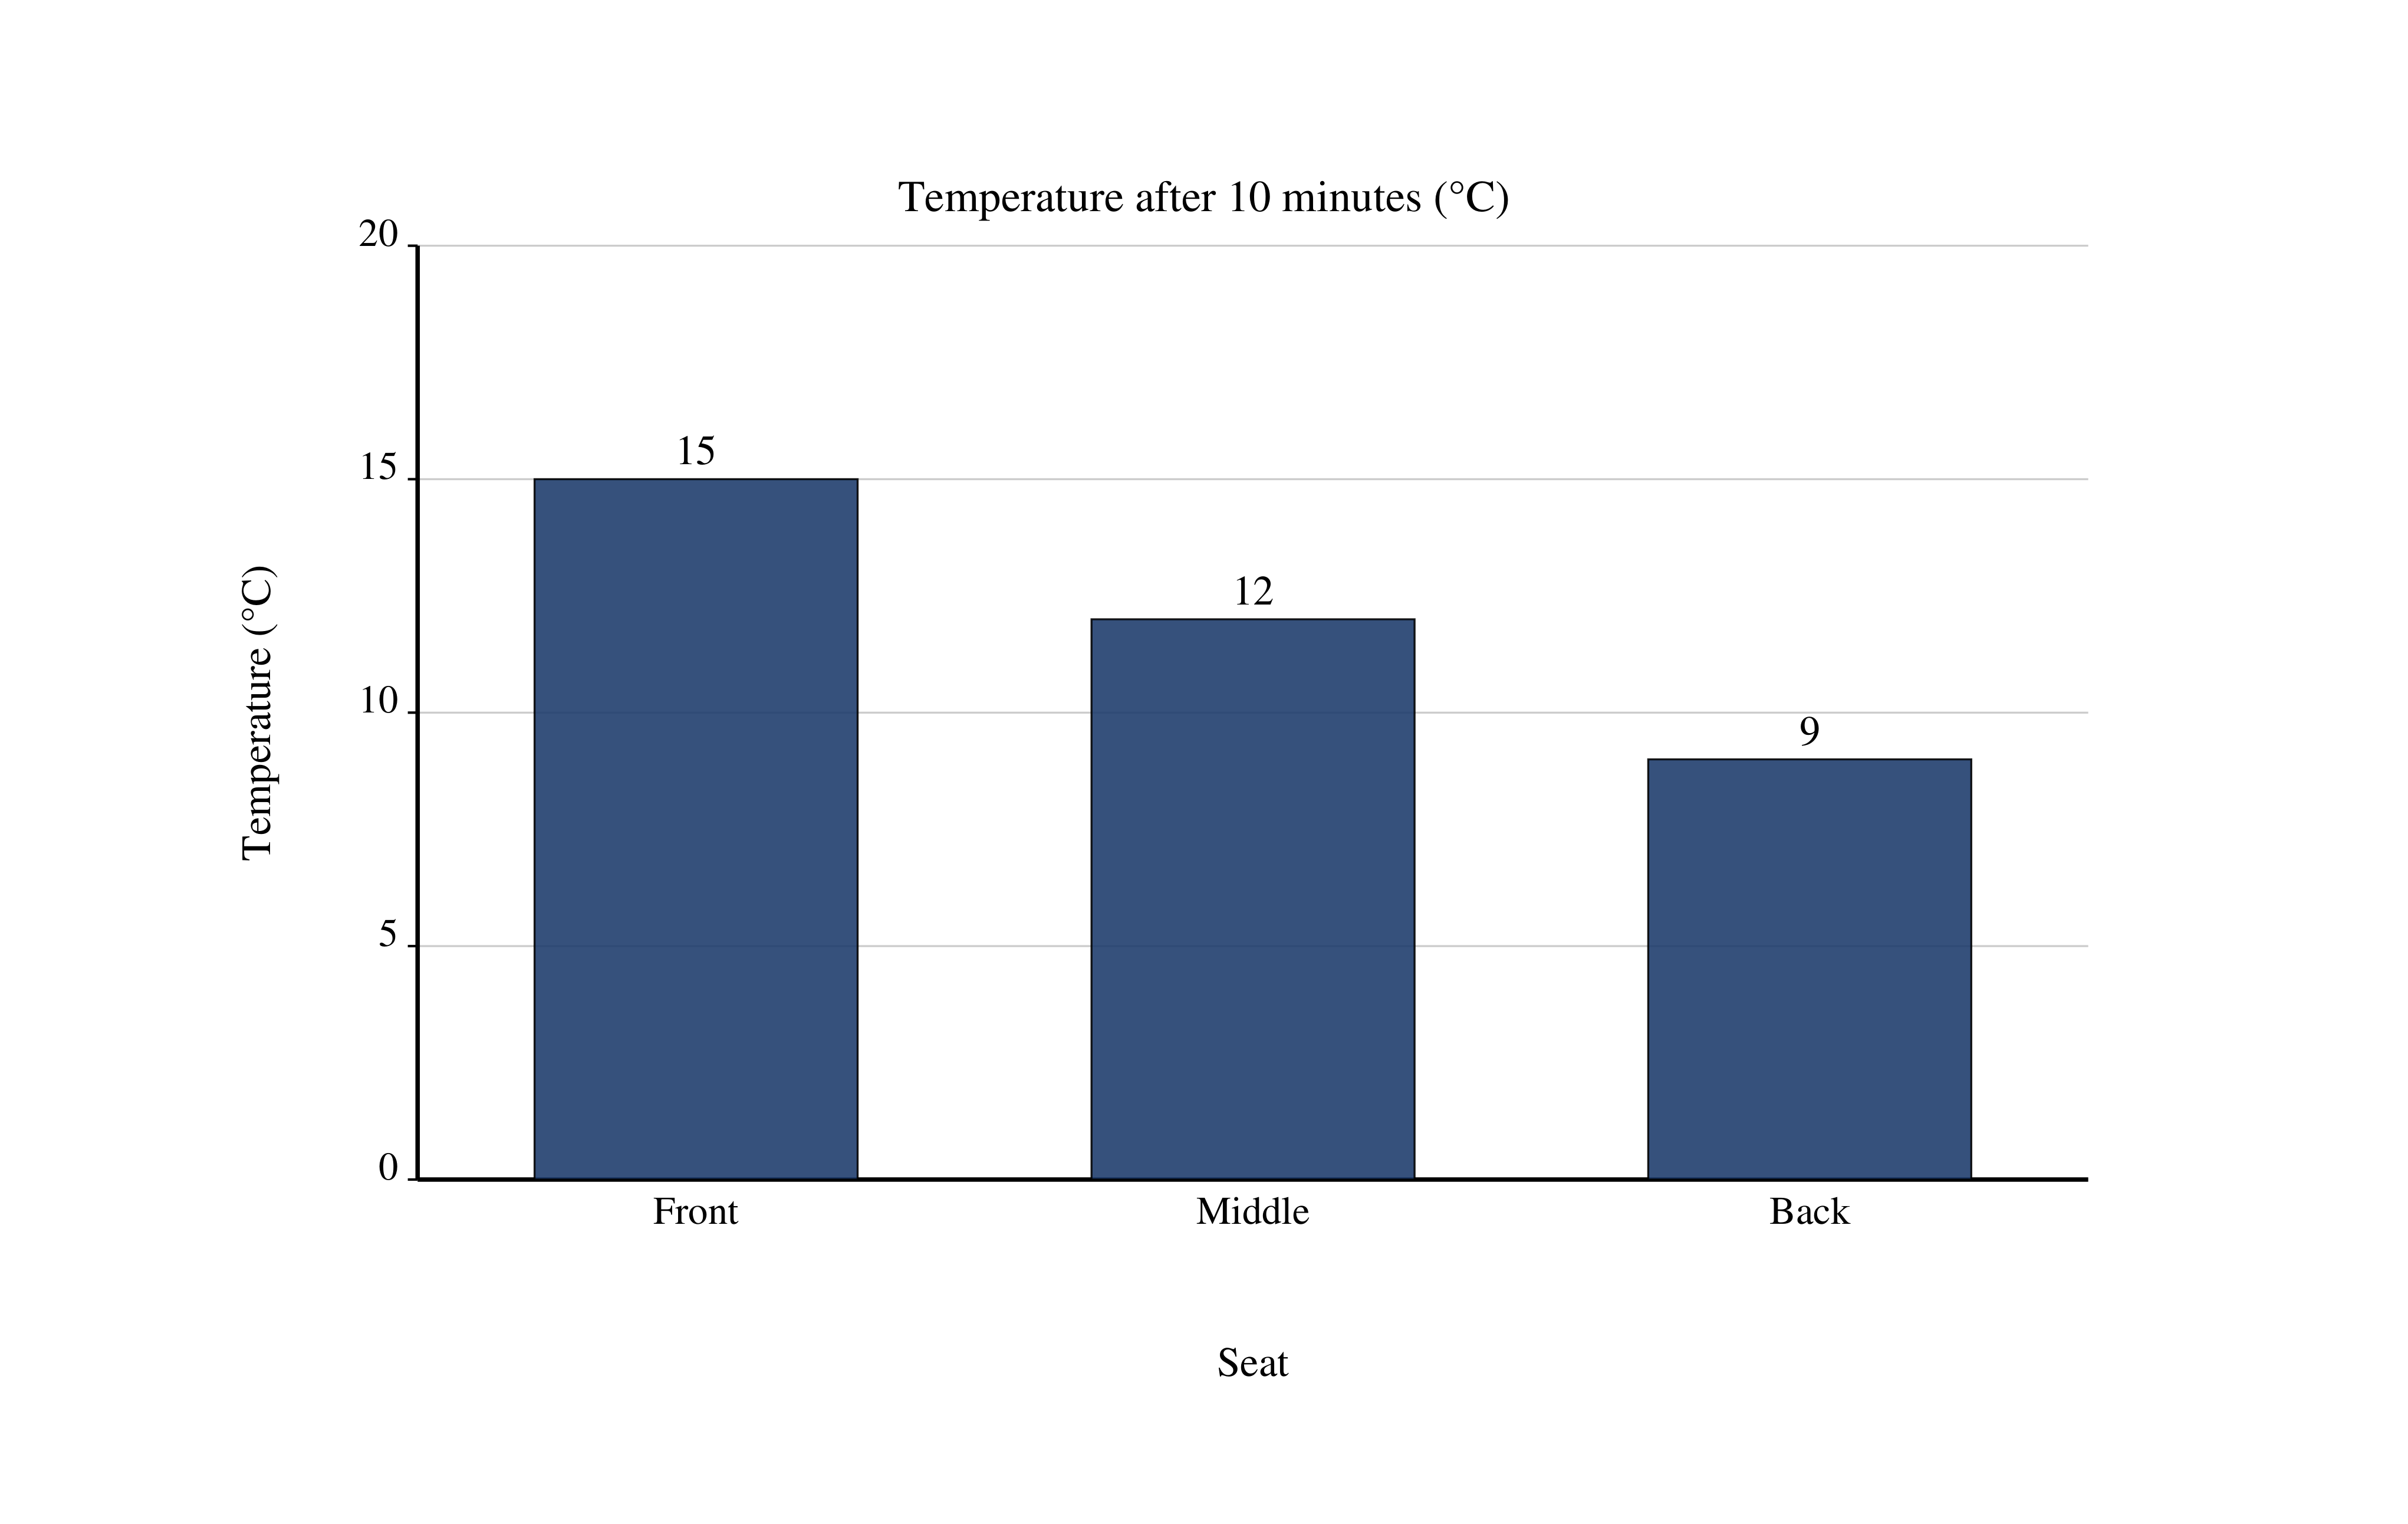 Temperature after 10 minutes (°C)
20
15
10
5
0
Temperature (°C)
15
12
9
Front
Middle
Back
Seat